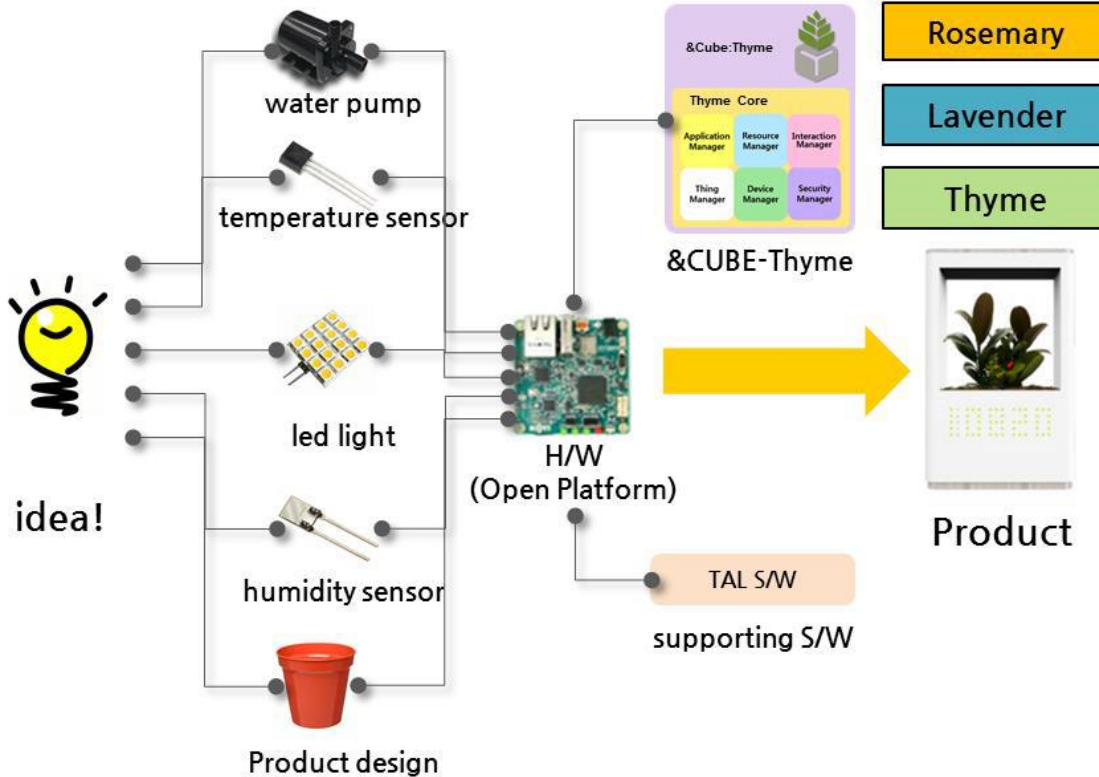 idea!
water pump
temperature sensor
led light
humidity sensor
Product design
H/W
(Open Platform)
&Cube:Thyme
Thyme Core
Application
Manager
Resource
Manager
Interaction
Manager
Thing
Manager
Device
Manager
Security
Manager
&CUBE-Thyme
TAL S/W
supporting S/W
Rosemary
Lavender
Thyme
Product